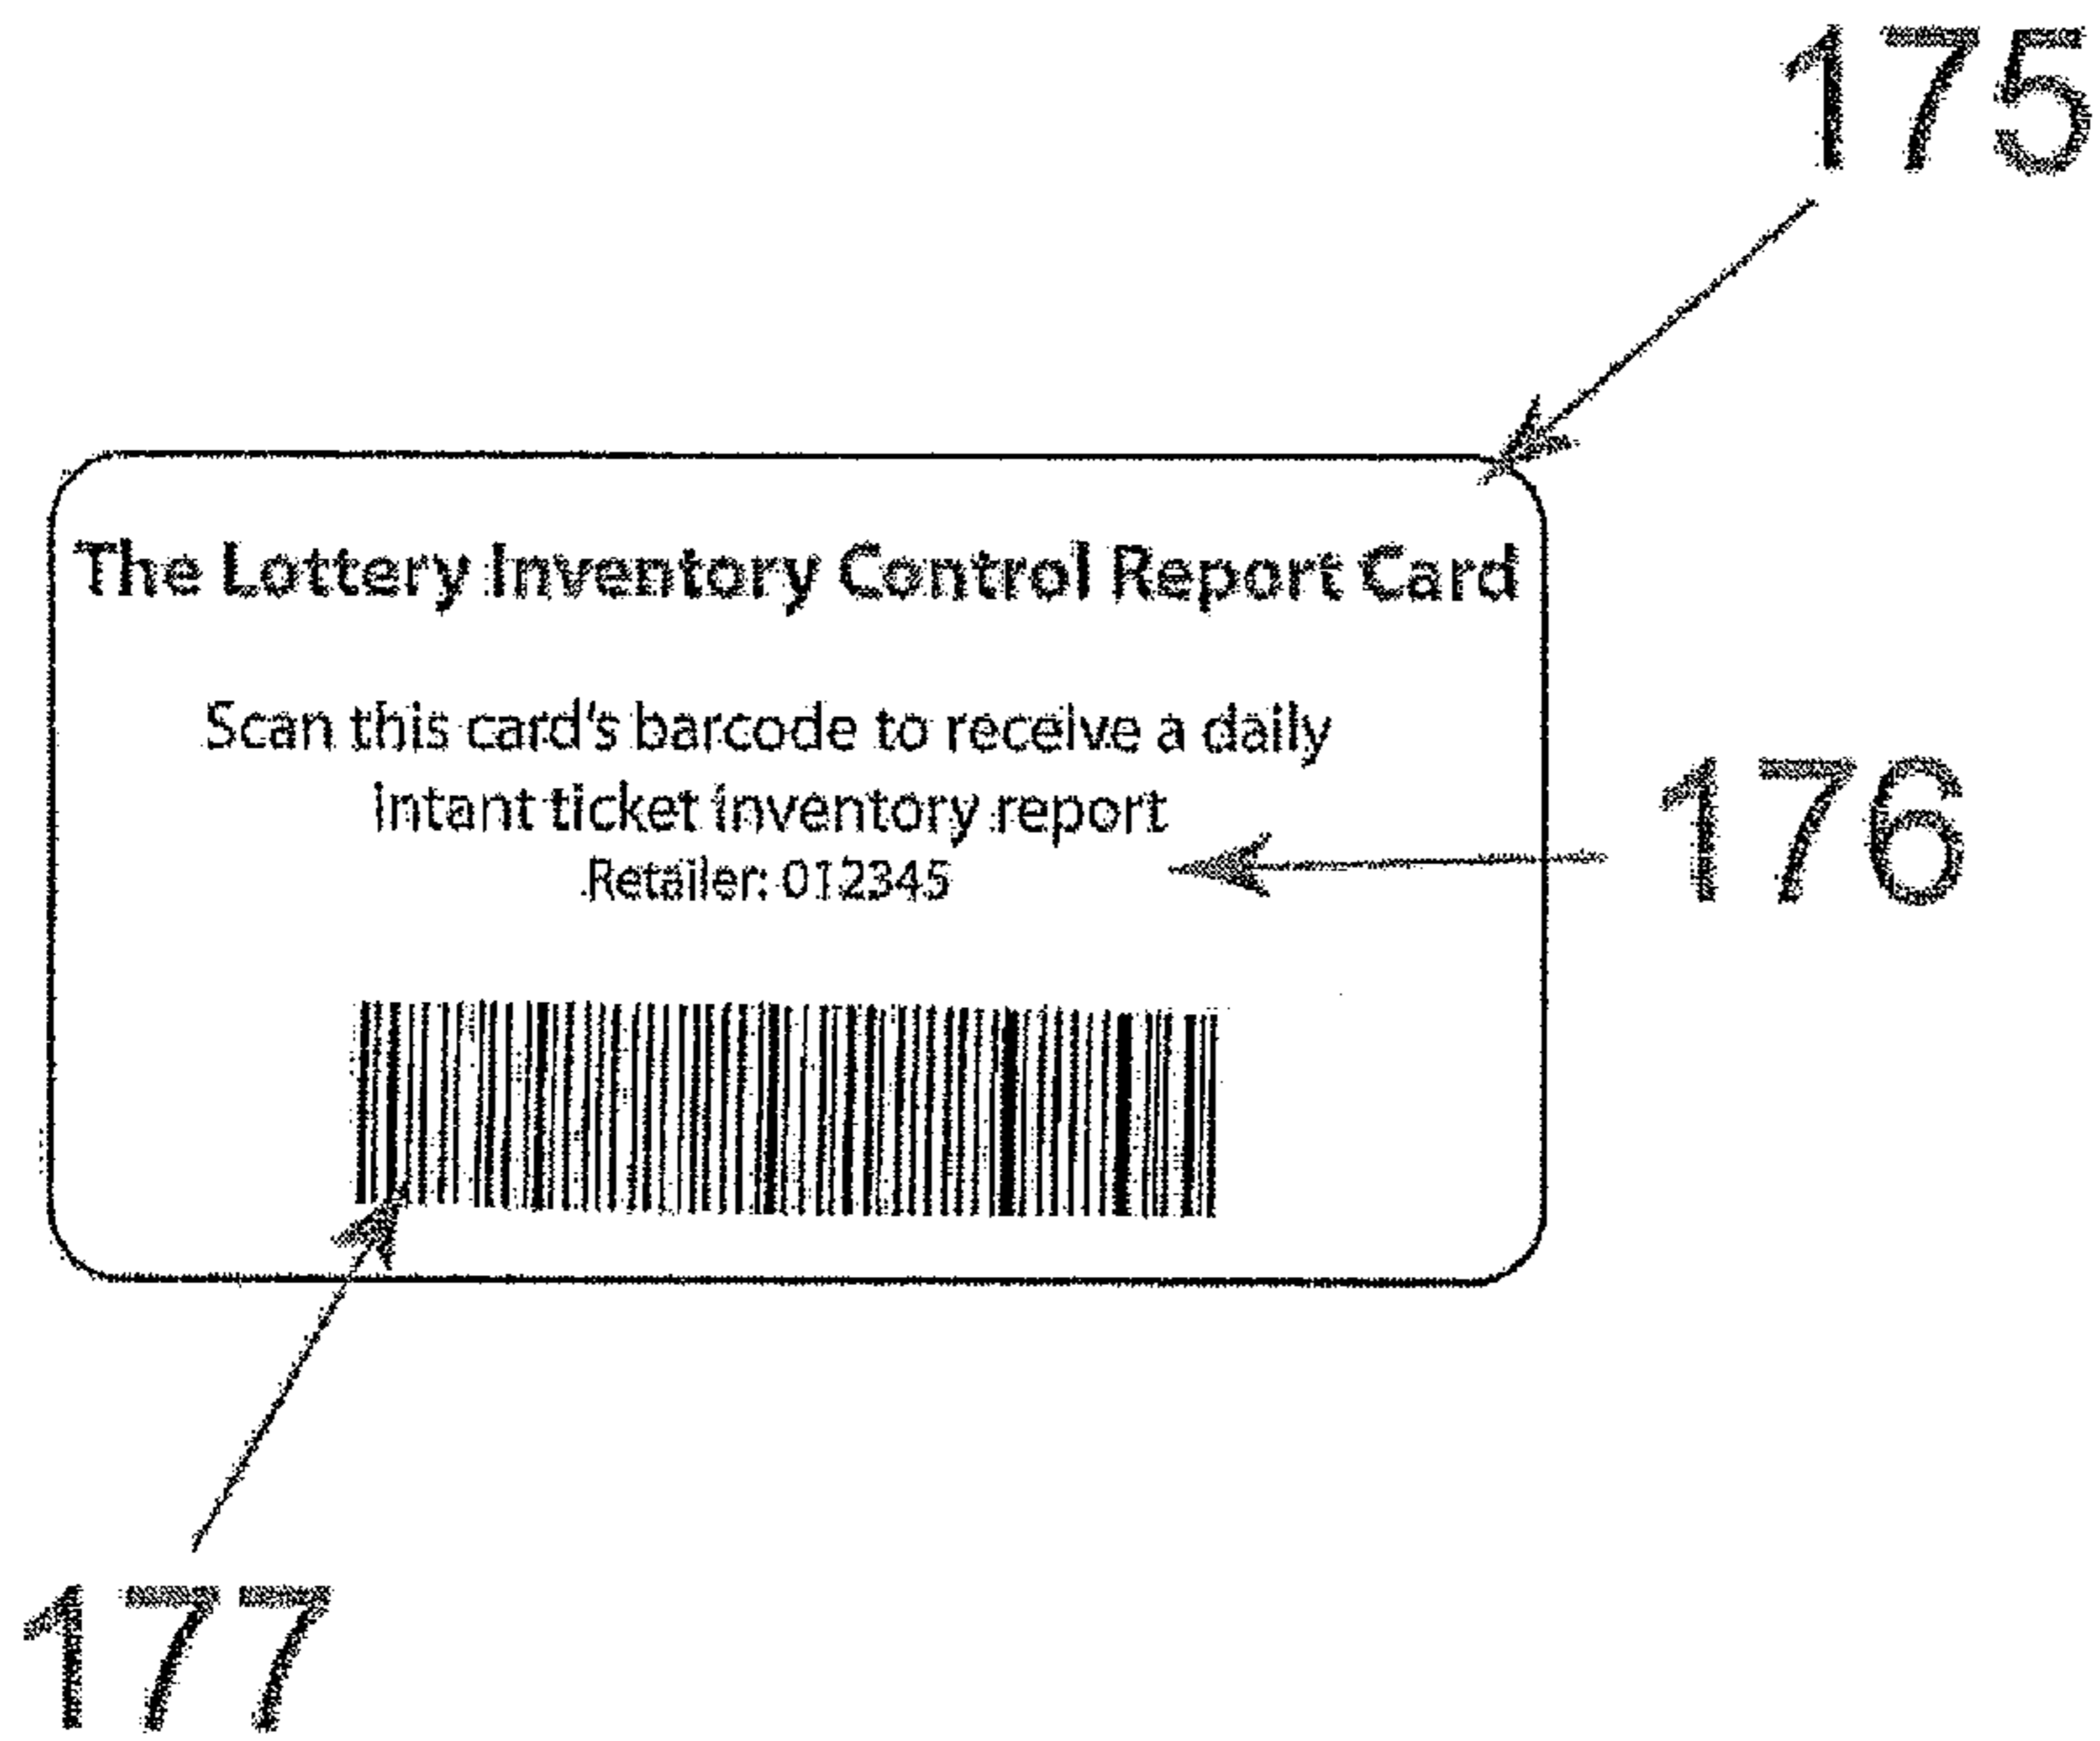 175
The Lottery Inventory Control Report Card
Scan this card's barcode to receive a daily
intant ticket inventory report
Retailer: 012345
176
177